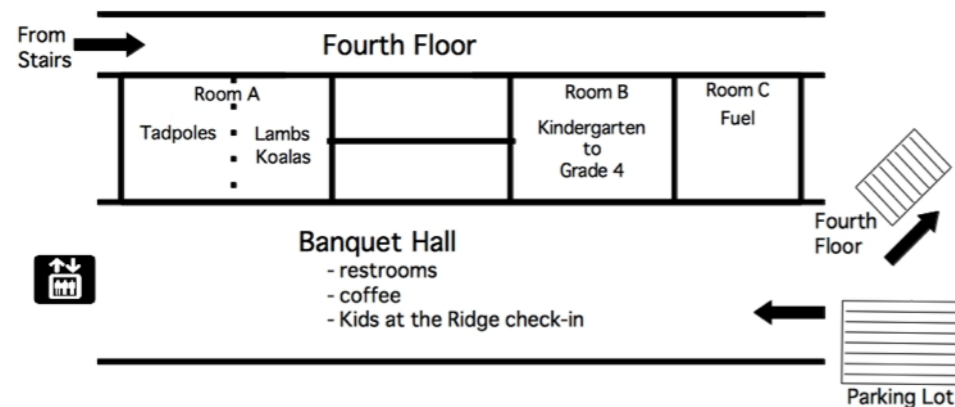 From
Stairs
Fourth Floor
Room A
Tadpoles
Lambs
Koalas
Room B
Kindergarten
to
Grade 4
Room C
Fuel
Fourth
Floor
Banquet Hall
- restrooms
- coffee
- Kids at the Ridge check-in
Parking Lot